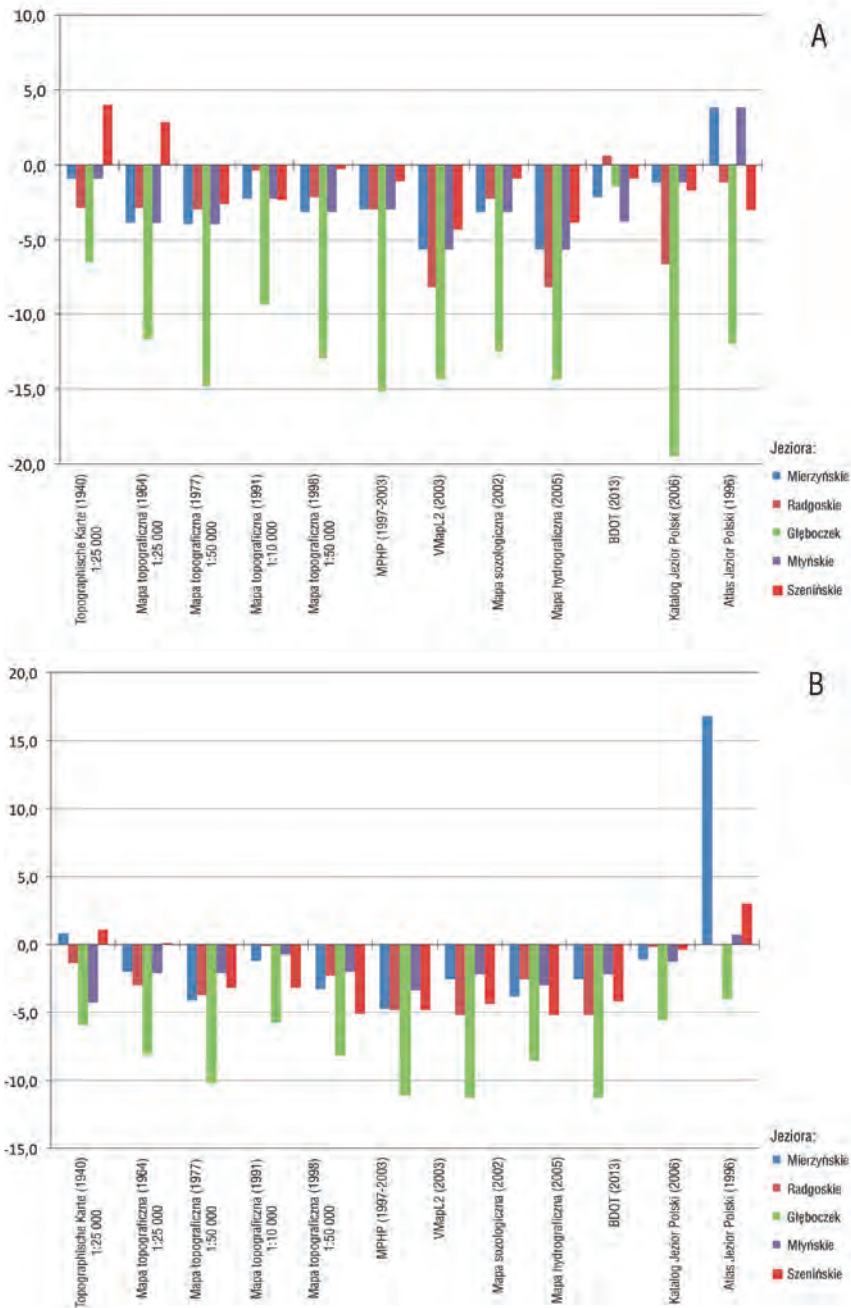 A
10,0
5,0
0,0
-5,0
-10,0
-15,0
-20,0
Topographische Karte (1940)
1:25 000
Mapa topograficzna (1964)
1:25 000
Mapa topograficzna (1977)
1:50 000
Mapa topograficzna (1991)
1:10 000
Mapa topograficzna (1998)
1:50 000
MPHP (1997-2003)
VMapL2 (2003)
Mapa sozologiczna (2002)
Mapa hydrograficzna (2005)
BDOT (2013)
Katalog Jezior Polski (2006)
Atlas Jezior Polski (1996)
Jeziora:
Mierzyńskie
Radgoskie
Głęboczek
Młyńskie
Szenińskie
B
20,0
15,0
10,0
5,0
0,0
-5,0
-10,0
-15,0
Topographische Karte (1940)
1:25 000
Mapa topograficzna (1964)
1:25 000
Mapa topograficzna (1977)
1:50 000
Mapa topograficzna (1991)
1:10 000
Mapa topograficzna (1998)
1:50 000
MPHP (1997-2003)
VMapL2 (2003)
Mapa sozologiczna (2002)
Mapa hydrograficzna (2005)
BDOT (2013)
Katalog Jezior Polski (2006)
Atlas Jezior Polski (1996)
Jeziora:
Mierzyńskie
Radgoskie
Głęboczek
Młyńskie
Szenińskie